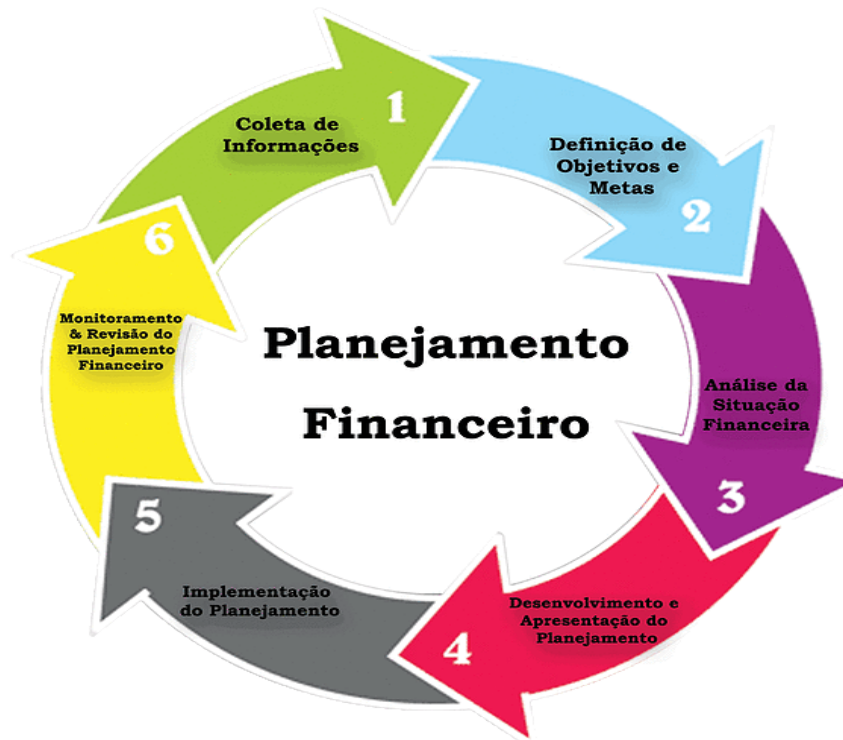 Planejamento
Financeiro
1
Coleta de
Informações
Definição de
Objetivos e
Metas
2
Análise da
Situação
Financeira
3
Desenvolvimento e
Apresentação do
Planejamento
4
Implementação
do Planejamento
5
6
Monitoramento
& Revisão do
Planejamento
Financeiro